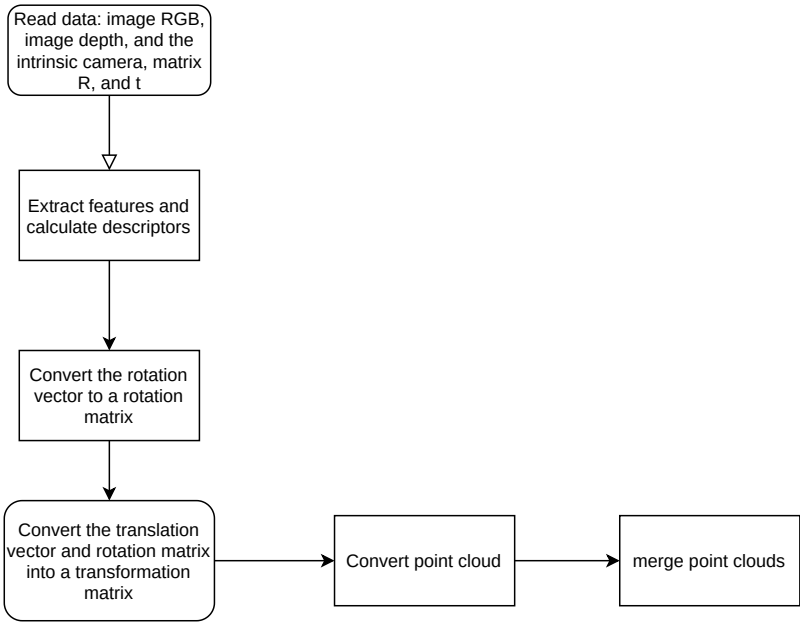 Read data: image RGB,
image depth, and the
intrinsic camera, matrix
R, and t
Extract features and
calculate descriptors
Convert the rotation
vector to a rotation
matrix
Convert the translation
vector and rotation matrix
into a transformation
matrix
Convert point cloud
merge point clouds